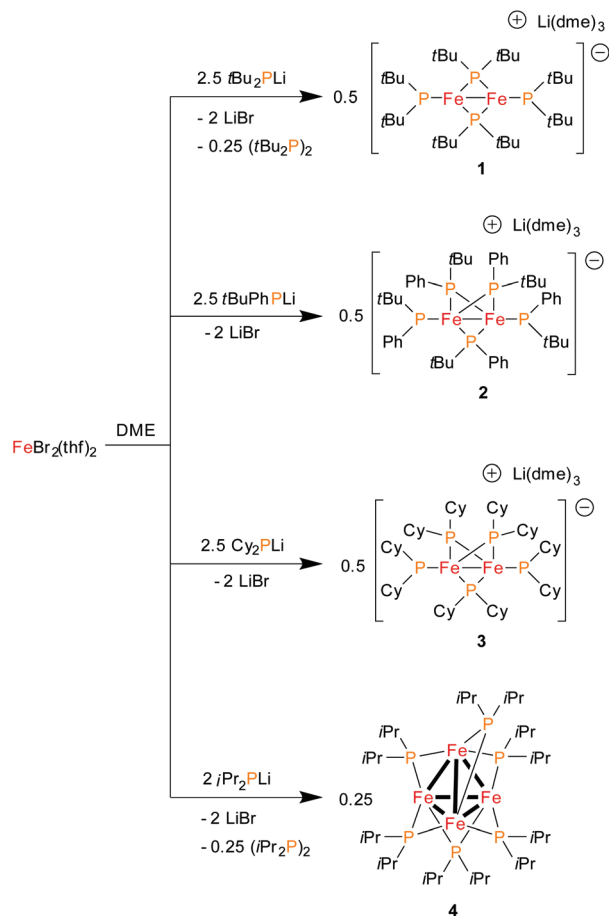 ⊕ Li(dme)₃
2.5 tBu₂PLi
- 2 LiBr
- 0.25 (tBu₂P)₂
0.5
tBu tBu
tBu P tBu
P Fe Fe P
tBu P tBu
tBu tBu
⊖
1
⊕ Li(dme)₃
2.5 tBuPh PLi
- 2 LiBr
0.5
tBu Ph
Ph P P tBu
tBu Ph
P Fe Fe P
Ph P tBu
tBu Ph
⊖
2
FeBr₂(thf)₂
DME
⊕ Li(dme)₃
2.5 Cy₂PLi
- 2 LiBr
0.5
Cy Cy
Cy P P Cy
Cy Cy
P Fe Fe P
Cy P Cy
Cy Cy
⊖
3
2 iPr₂PLi
- 2 LiBr
- 0.25 (iPr₂P)₂
0.25
iPr iPr
iPr P iPr
iPr P Fe P iPr
Fe Fe
Fe
iPr P P P iPr
iPr iPr iPr iPr
4